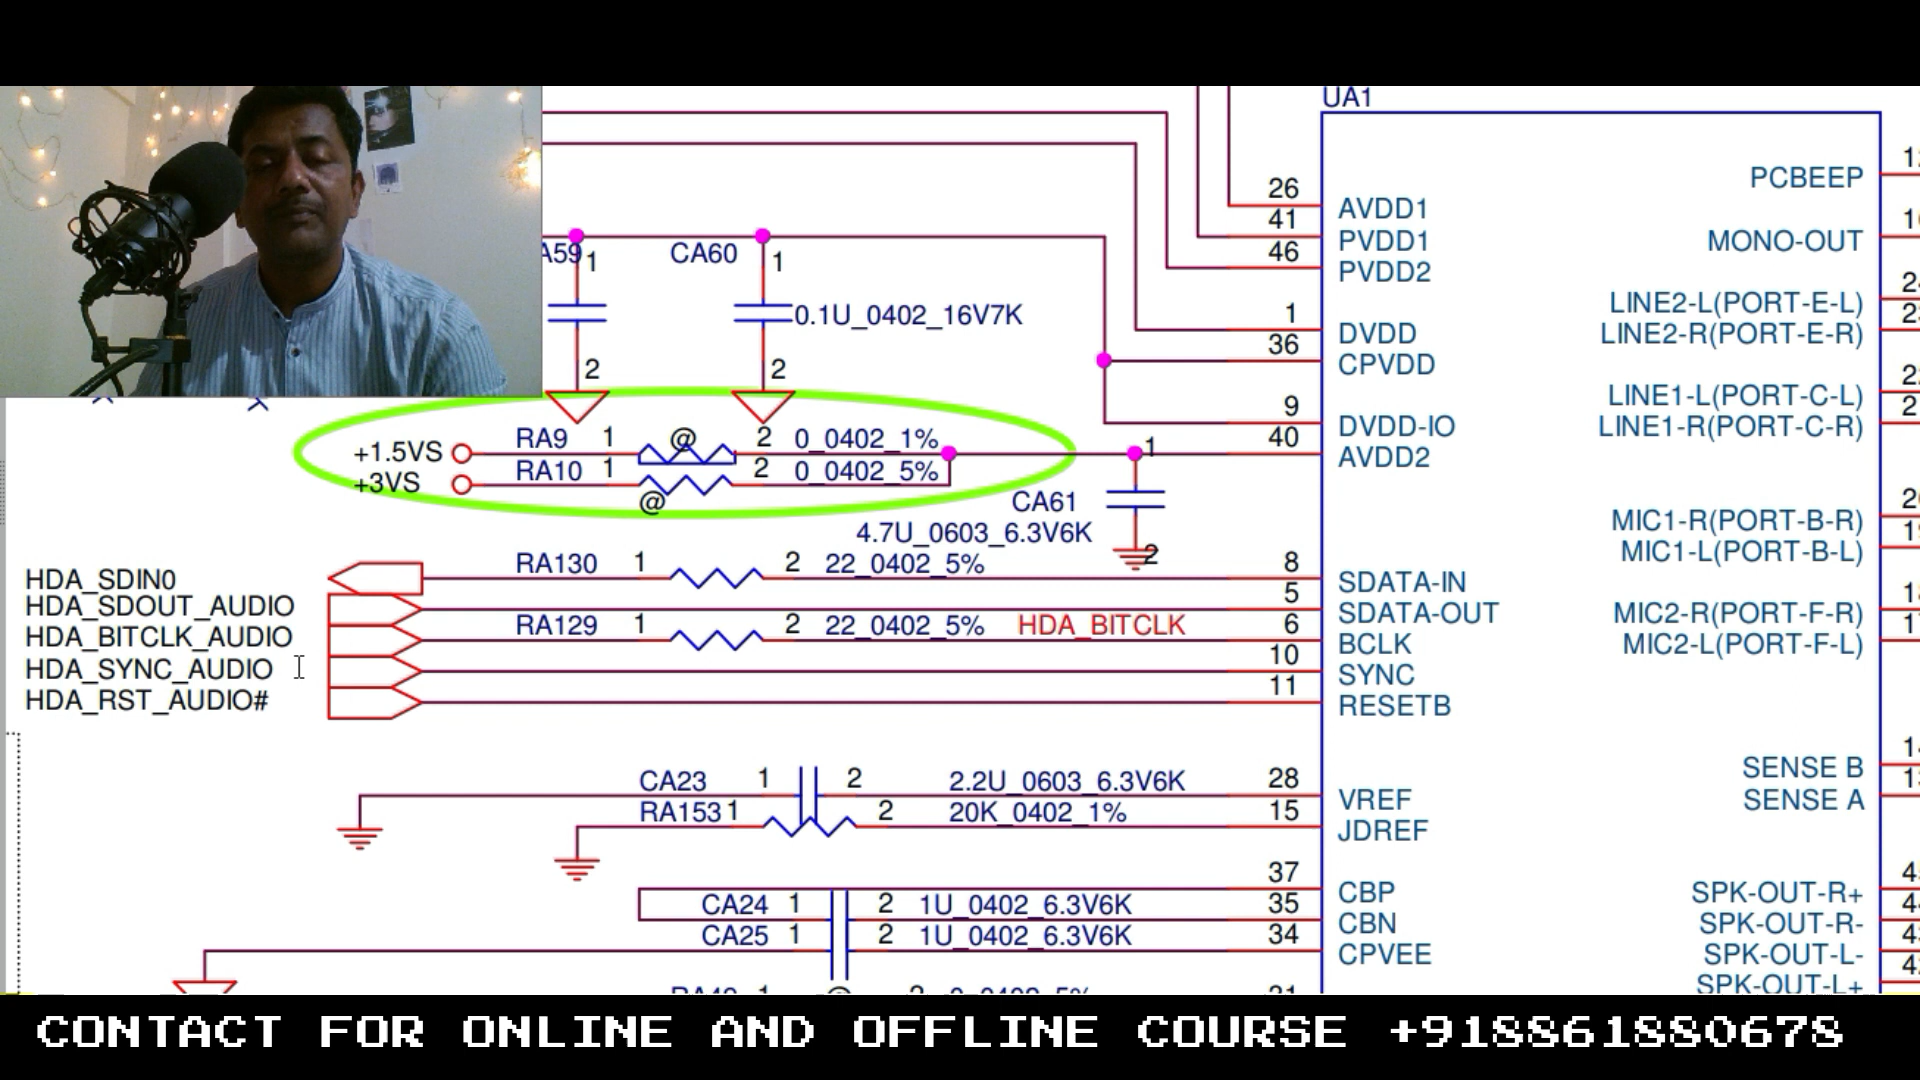 UA1
26 AVDD1
41 PVDD1
46 PVDD2
1 DVDD
36 CPVDD
9 DVDD-IO
40 AVDD2
PCBEEP
MONO-OUT
LINE2-L(PORT-E-L)
LINE2-R(PORT-E-R)
LINE1-L(PORT-C-L)
LINE1-R(PORT-C-R)
MIC1-R(PORT-B-R)
MIC1-L(PORT-B-L)
MIC2-R(PORT-F-R)
MIC2-L(PORT-F-L)
SENSE B
SENSE A
SPK-OUT-R+
SPK-OUT-R-
SPK-OUT-L-
SPK-OUT-L+
A59 1
2
CA60 1
0.1U_0402_16V7K
2
+1.5VS RA9 1 @ 2 0_0402_1%
+3VS RA10 1 @ 2 0_0402_5%
1
CA61
4.7U_0603_6.3V6K
2
HDA_SDIN0 RA130 1 2 22_0402_5% 8 SDATA-IN
HDA_SDOUT_AUDIO 5 SDATA-OUT
HDA_BITCLK_AUDIO RA129 1 2 22_0402_5% HDA_BITCLK 6 BCLK
HDA_SYNC_AUDIO 10 SYNC
HDA_RST_AUDIO# 11 RESETB
CA23 1 2 2.2U_0603_6.3V6K 28 VREF
RA153 1 2 20K_0402_1% 15 JDREF
37 CBP
CA24 1 2 1U_0402_6.3V6K 35 CBN
CA25 1 2 1U_0402_6.3V6K 34 CPVEE
CONTACT FOR ONLINE AND OFFLINE COURSE +918861880678